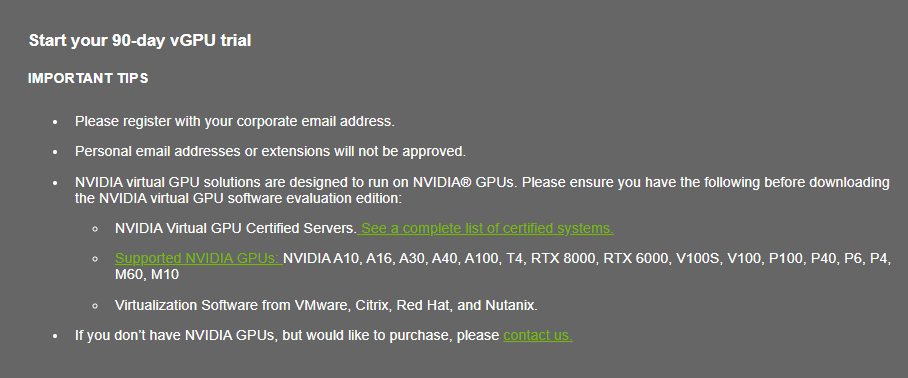 Start your 90-day vGPU trial
IMPORTANT TIPS
• Please register with your corporate email address.
• Personal email addresses or extensions will not be approved.
• NVIDIA virtual GPU solutions are designed to run on NVIDIA® GPUs. Please ensure you have the following before downloading
the NVIDIA virtual GPU software evaluation edition:
◦ NVIDIA Virtual GPU Certified Servers. See a complete list of certified systems.
◦ Supported NVIDIA GPUs: NVIDIA A10, A16, A30, A40, A100, T4, RTX 8000, RTX 6000, V100S, V100, P100, P40, P6, P4,
M60, M10
◦ Virtualization Software from VMware, Citrix, Red Hat, and Nutanix.
• If you don’t have NVIDIA GPUs, but would like to purchase, please contact us.